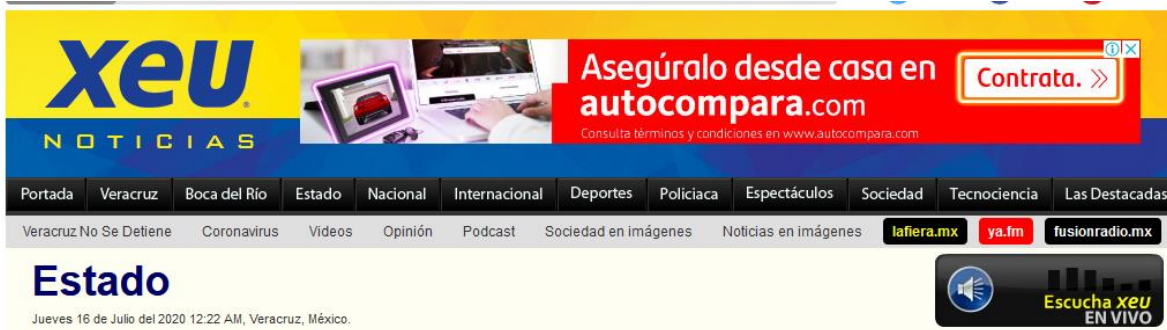 xeu
NOTICIAS
Asegúralo desde casa en
autocompara.com
Consulta términos y condiciones en www.autocompara.com
Contrata. »
Portada Veracruz Boca del Río Estado Nacional Internacional Deportes Policiaca Espectáculos Sociedad Tecnociencia Las Destacadas
Veracruz No Se Detiene Coronavirus Videos Opinión Podcast Sociedad en imágenes Noticias en imágenes lafiera.mx ya.fm fusionradio.mx
Estado
Jueves 16 de Julio del 2020 12:22 AM, Veracruz, México.
Escucha xeu
EN VIVO